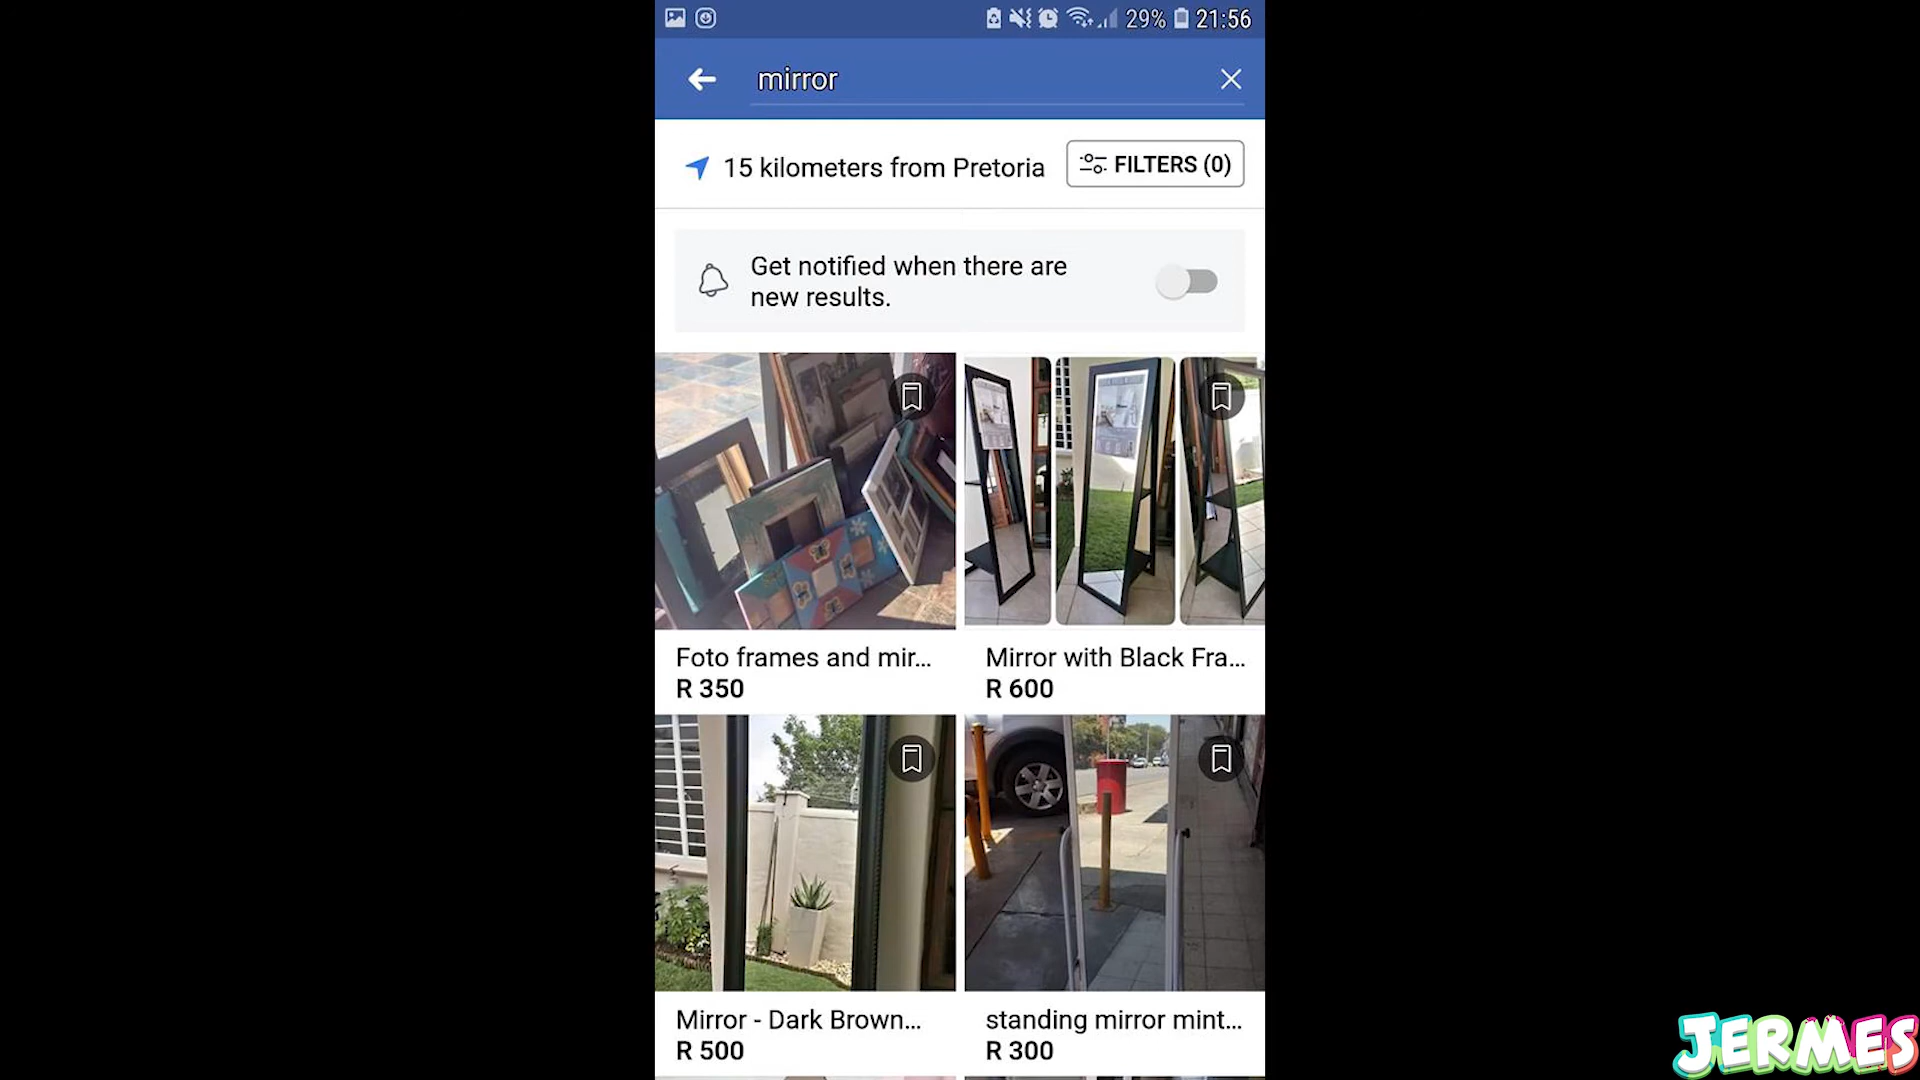 29% 21:56
mirror
15 kilometers from Pretoria
FILTERS (0)
Get notified when there are
new results.
Foto frames and mir...
R 350
Mirror with Black Fra...
R 600
Mirror - Dark Brown...
R 500
standing mirror mint...
R 300
JERMES